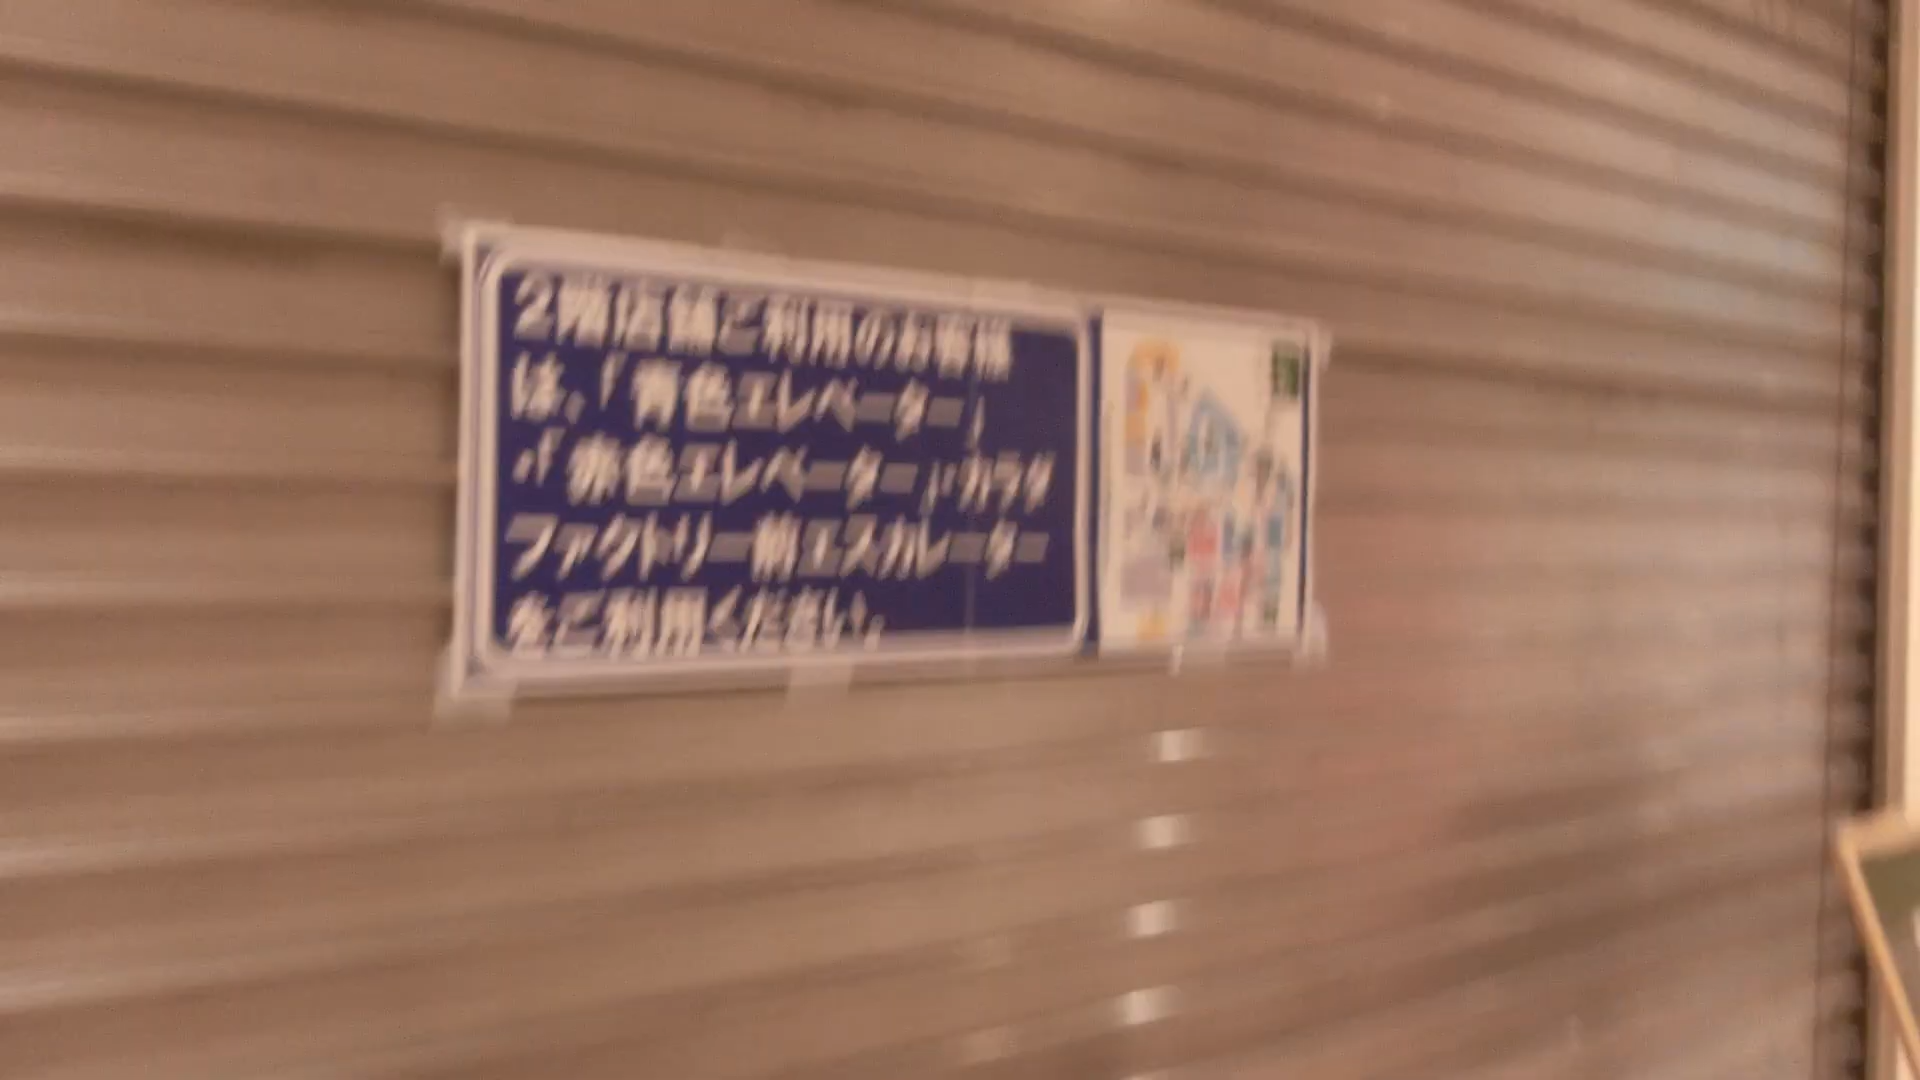 2階店舗ご利用のお客様
は、「青色エレベーター」
・「赤色エレベーター」・カラダ
ファクトリー前エスカレーター
をご利用ください。